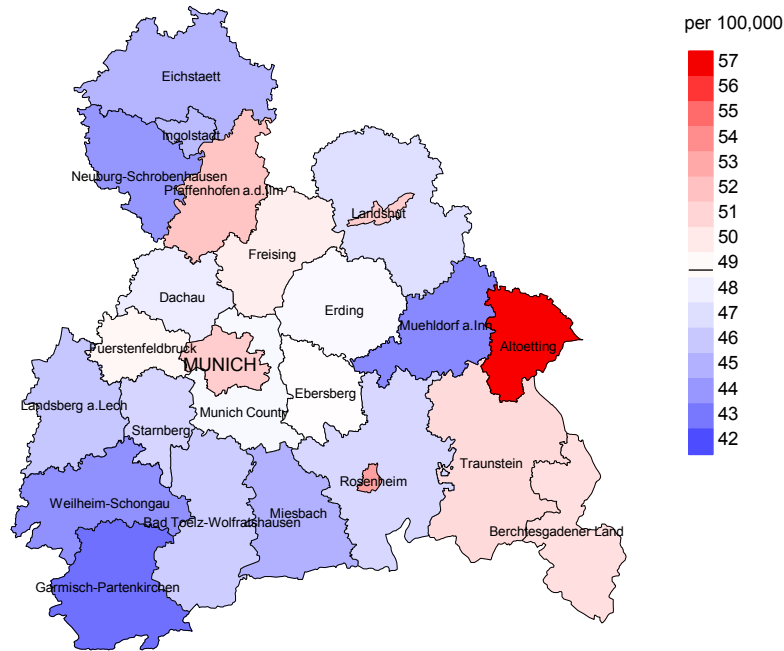 per 100,000
57
56
55
54
53
52
51
50
49
48
47
46
45
44
43
42
Eichstaett
Ingolstadt
Neuburg-Schrobenhausen
Pfaffenhofen a.d.Ilm
Landshut
Freising
Dachau
Erding
Muehldorf a.Inn
Altoetting
Fuerstenfeldbruck
MUNICH
Ebersberg
Landsberg a.Lech
Munich County
Starnberg
Traunstein
Rosenheim
Weilheim-Schongau
Miesbach
Bad Toelz-Wolfratshausen
Berchtesgadener Land
Garmisch-Partenkirchen